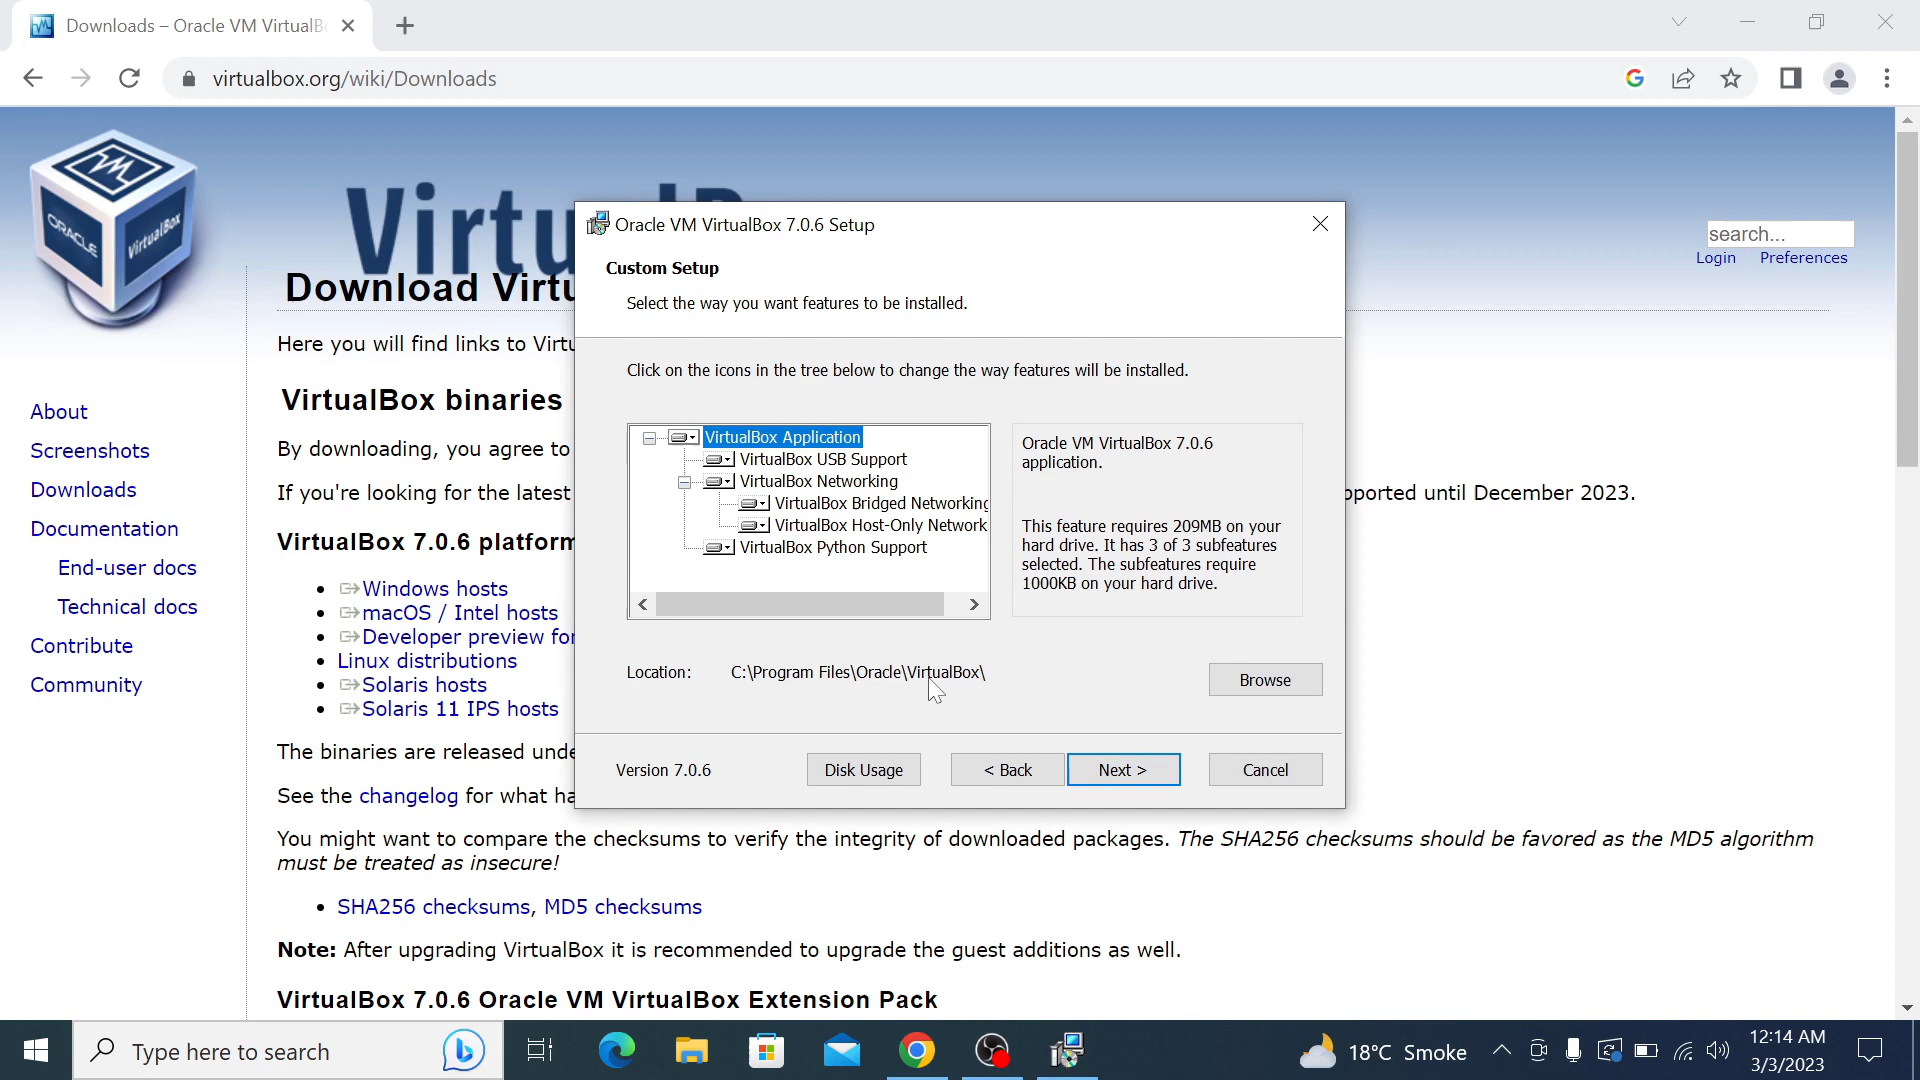 Downloads – Oracle VM VirtualB
virtualbox.org/wiki/Downloads
ORACLE
VirtualBox
search...
Login Preferences
Download Virtu
Here you will find links to Virtu
VirtualBox binaries
By downloading, you agree to
If you're looking for the latest
pported until December 2023.
VirtualBox 7.0.6 platform
Windows hosts
macOS / Intel hosts
Developer preview for
Linux distributions
Solaris hosts
Solaris 11 IPS hosts
The binaries are released unde
See the changelog for what ha
You might want to compare the checksums to verify the integrity of downloaded packages. The SHA256 checksums should be favored as the MD5 algorithm
must be treated as insecure!
SHA256 checksums, MD5 checksums
Note: After upgrading VirtualBox it is recommended to upgrade the guest additions as well.
VirtualBox 7.0.6 Oracle VM VirtualBox Extension Pack
About
Screenshots
Downloads
Documentation
End-user docs
Technical docs
Contribute
Community
Oracle VM VirtualBox 7.0.6 Setup
Custom Setup
Select the way you want features to be installed.
Click on the icons in the tree below to change the way features will be installed.
VirtualBox Application
VirtualBox USB Support
VirtualBox Networking
VirtualBox Bridged Networking
VirtualBox Host-Only Network
VirtualBox Python Support
Oracle VM VirtualBox 7.0.6
application.
This feature requires 209MB on your
hard drive. It has 3 of 3 subfeatures
selected. The subfeatures require
1000KB on your hard drive.
Location: C:\Program Files\Oracle\VirtualBox\
Browse
Version 7.0.6 Disk Usage < Back Next > Cancel
Type here to search
18°C Smoke
12:14 AM
3/3/2023